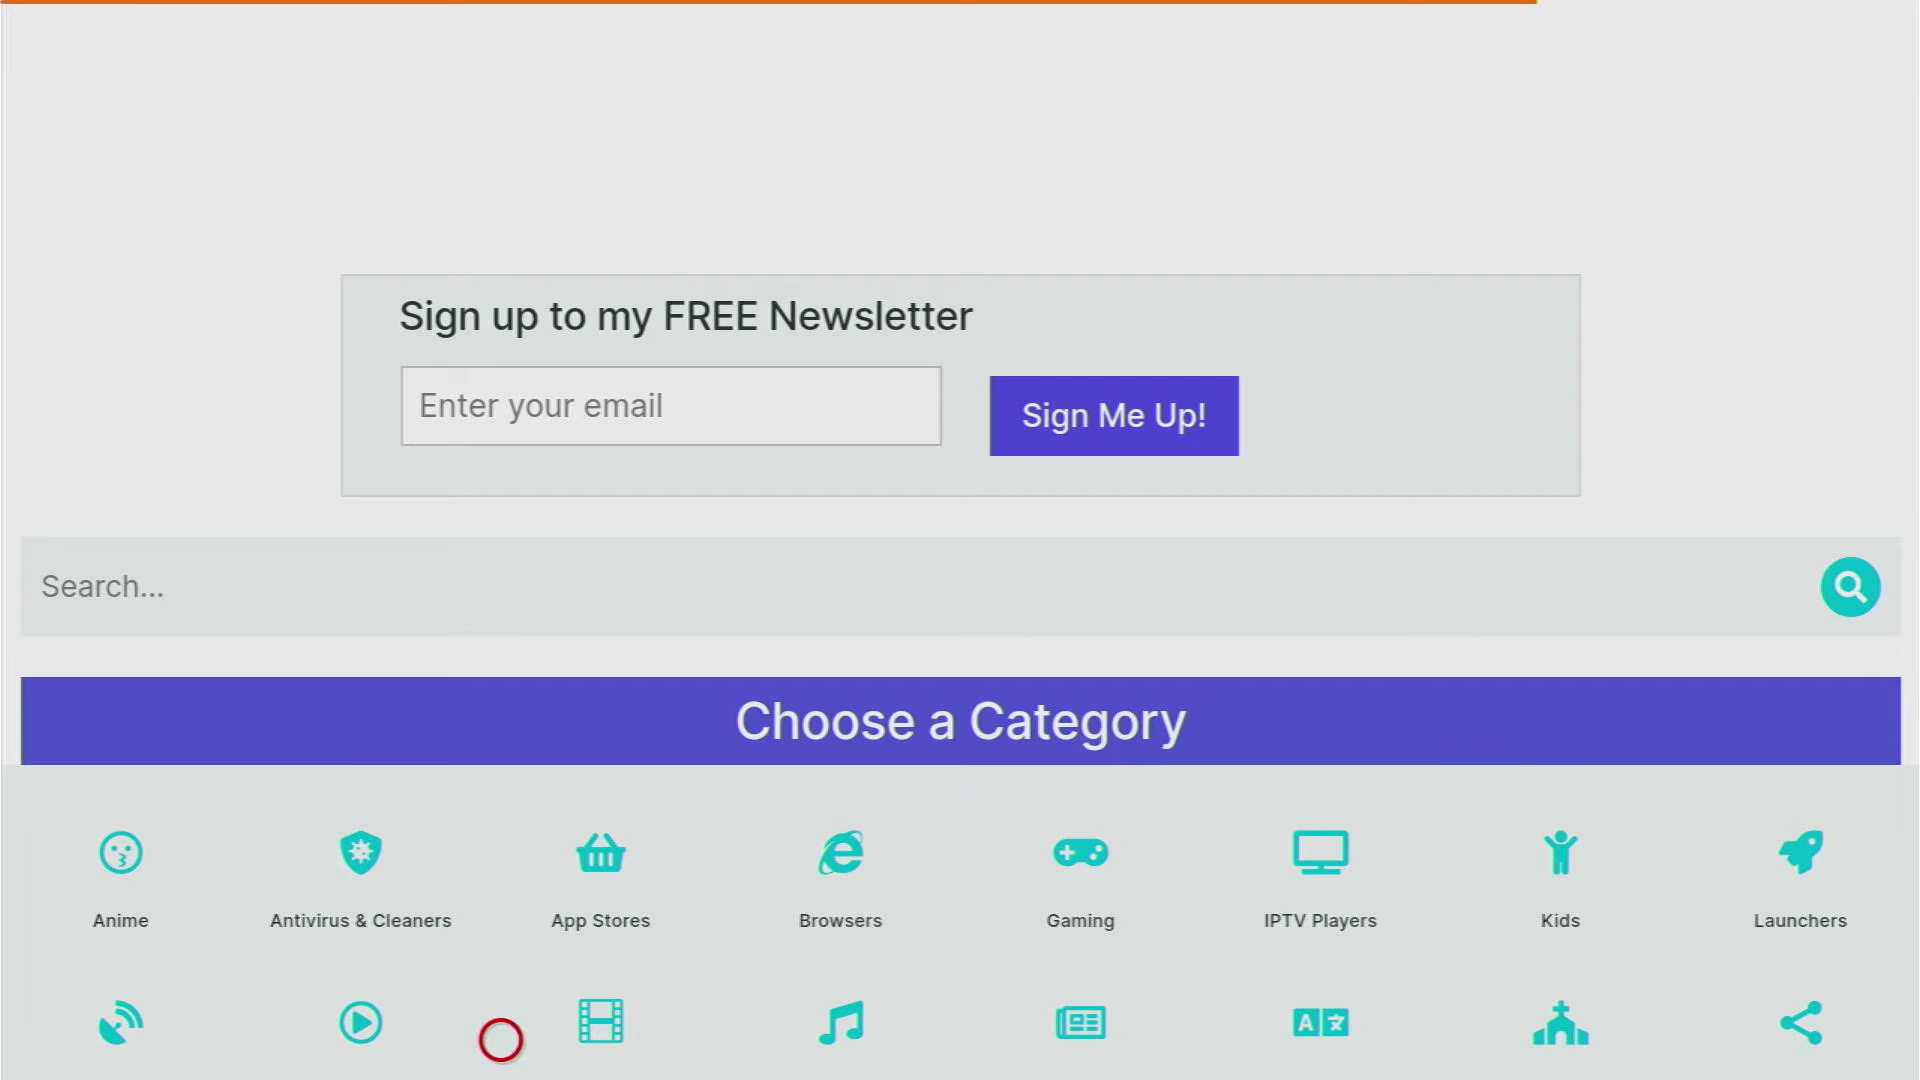 Sign up to my FREE Newsletter
Enter your email
Sign Me Up!
Search...
Choose a Category
Anime
Antivirus & Cleaners
App Stores
Browsers
Gaming
IPTV Players
Kids
Launchers
A 文